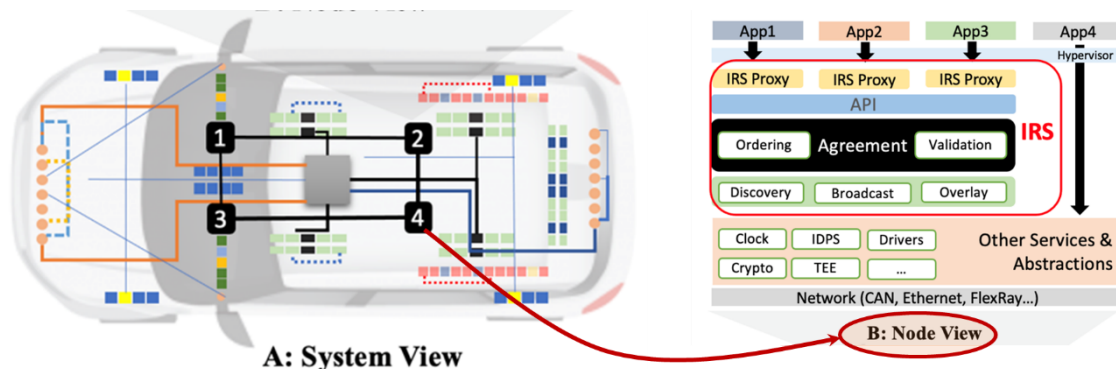 1
2
3
4
A: System View
App1
App2
App3
App4
Hypervisor
IRS Proxy
IRS Proxy
IRS Proxy
API
IRS
Ordering
Agreement
Validation
Discovery
Broadcast
Overlay
Clock
IDPS
Drivers
Other Services &
Abstractions
Crypto
TEE
...
Network (CAN, Ethernet, FlexRay...)
B: Node View